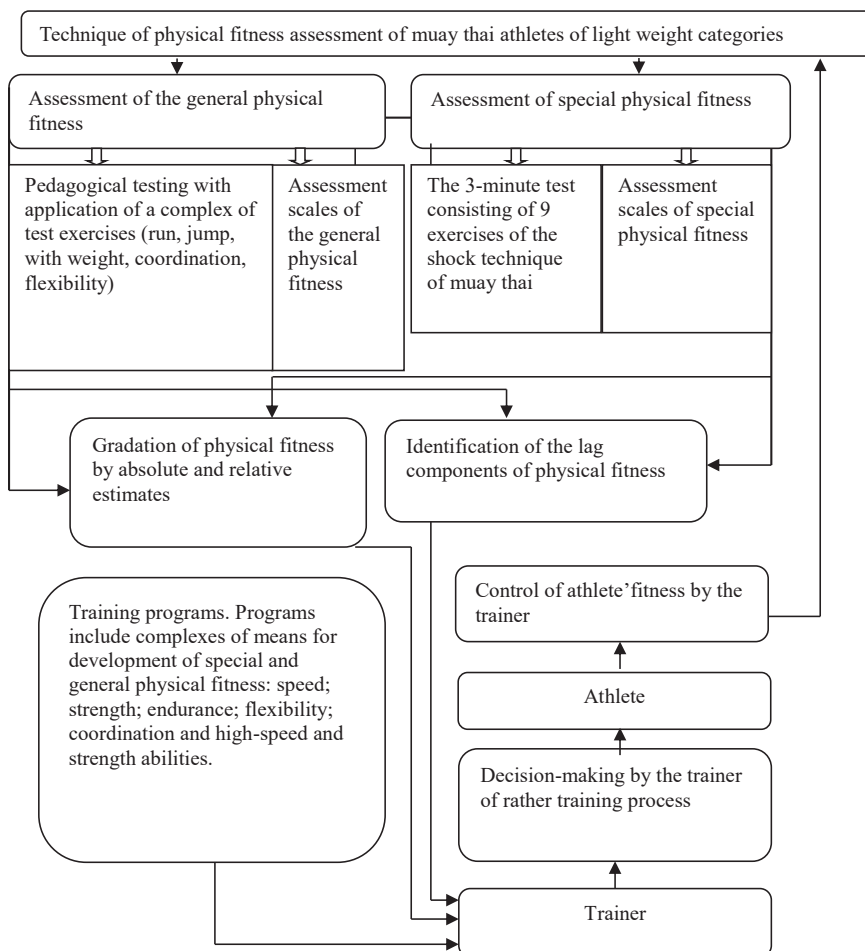 Technique of physical fitness assessment of muay thai athletes of light weight categories
Assessment of the general physical
fitness
Assessment of special physical fitness
Pedagogical testing with
application of a complex of
test exercises (run, jump,
with weight, coordination,
flexibility)
Assessment
scales of
the general
physical
fitness
The 3-minute test
consisting of 9
exercises of the
shock technique
of muay thai
Assessment
scales of special
physical fitness
Gradation of physical fitness
by absolute and relative
estimates
Identification of the lag
components of physical fitness
Training programs. Programs
include complexes of means for
development of special and
general physical fitness: speed;
strength; endurance; flexibility;
coordination and high-speed and
strength abilities.
Control of athlete’fitness by the
trainer
Athlete
Decision-making by the trainer
of rather training process
Trainer